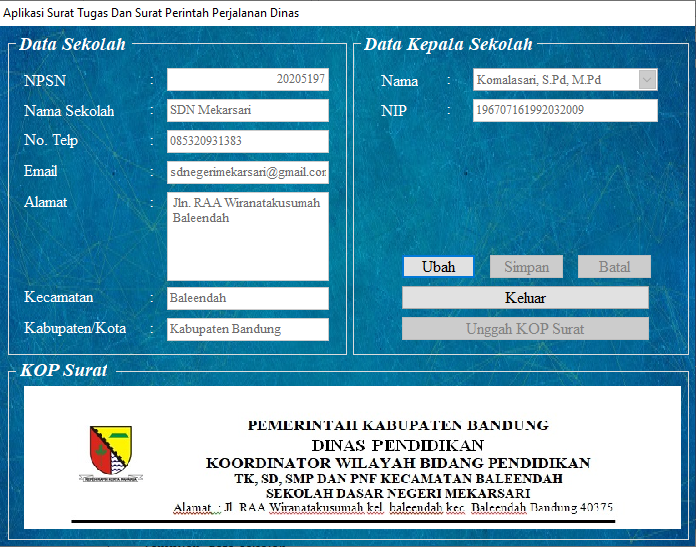 Aplikasi Surat Tugas Dan Surat Perintah Perjalanan Dinas
Data Sekolah
NPSN : 20205197
Nama Sekolah : SDN Mekarsari
No. Telp : 085320931383
Email : sdnegerimekarsari@gmail.com
Alamat : Jln. RAA Wiranatakusumah
Baleendah
Kecamatan : Baleendah
Kabupaten/Kota : Kabupaten Bandung
Data Kepala Sekolah
Nama : Komalasari, S.Pd, M.Pd
NIP : 196707161992032009
Ubah Simpan Batal
Keluar
Unggah KOP Surat
KOP Surat
PEMERINTAH KABUPATEN BANDUNG
DINAS PENDIDIKAN
KOORDINATOR WILAYAH BIDANG PENDIDIKAN
TK, SD, SMP DAN PNF KECAMATAN BALEENDAH
SEKOLAH DASAR NEGERI MEKARSARI
Alamat : Jl. RAA Wiranatakusumah kel. baleendah kec. Baleendah Bandung 40375